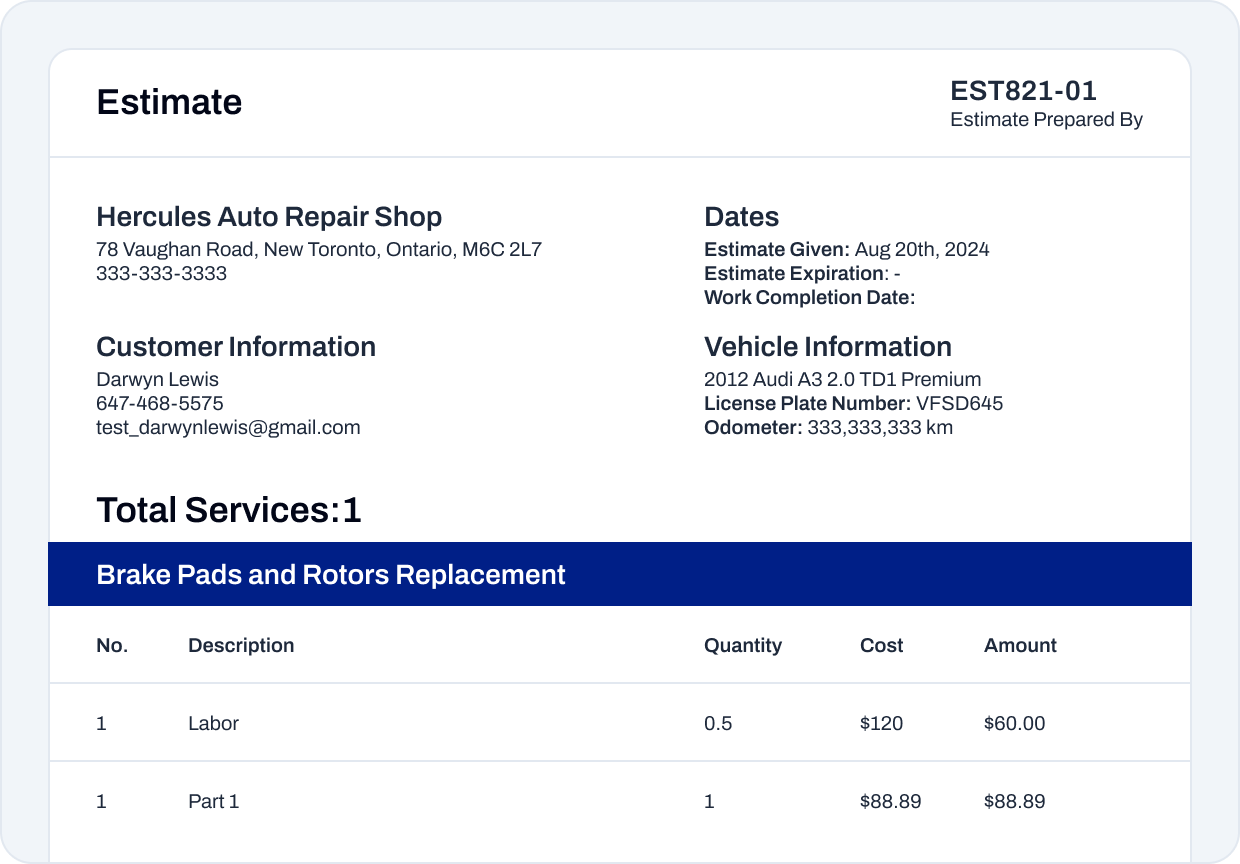 Estimate
EST821-01
Estimate Prepared By
Hercules Auto Repair Shop
78 Vaughan Road, New Toronto, Ontario, M6C 2L7
333-333-3333
Dates
Estimate Given: Aug 20th, 2024
Estimate Expiration: -
Work Completion Date:
Customer Information
Darwyn Lewis
647-468-5575
test_darwynlewis@gmail.com
Vehicle Information
2012 Audi A3 2.0 TD1 Premium
License Plate Number: VFSD645
Odometer: 333,333,333 km
Total Services:1
Brake Pads and Rotors Replacement
No. Description Quantity Cost Amount
1 Labor 0.5 $120 $60.00
1 Part 1 1 $88.89 $88.89